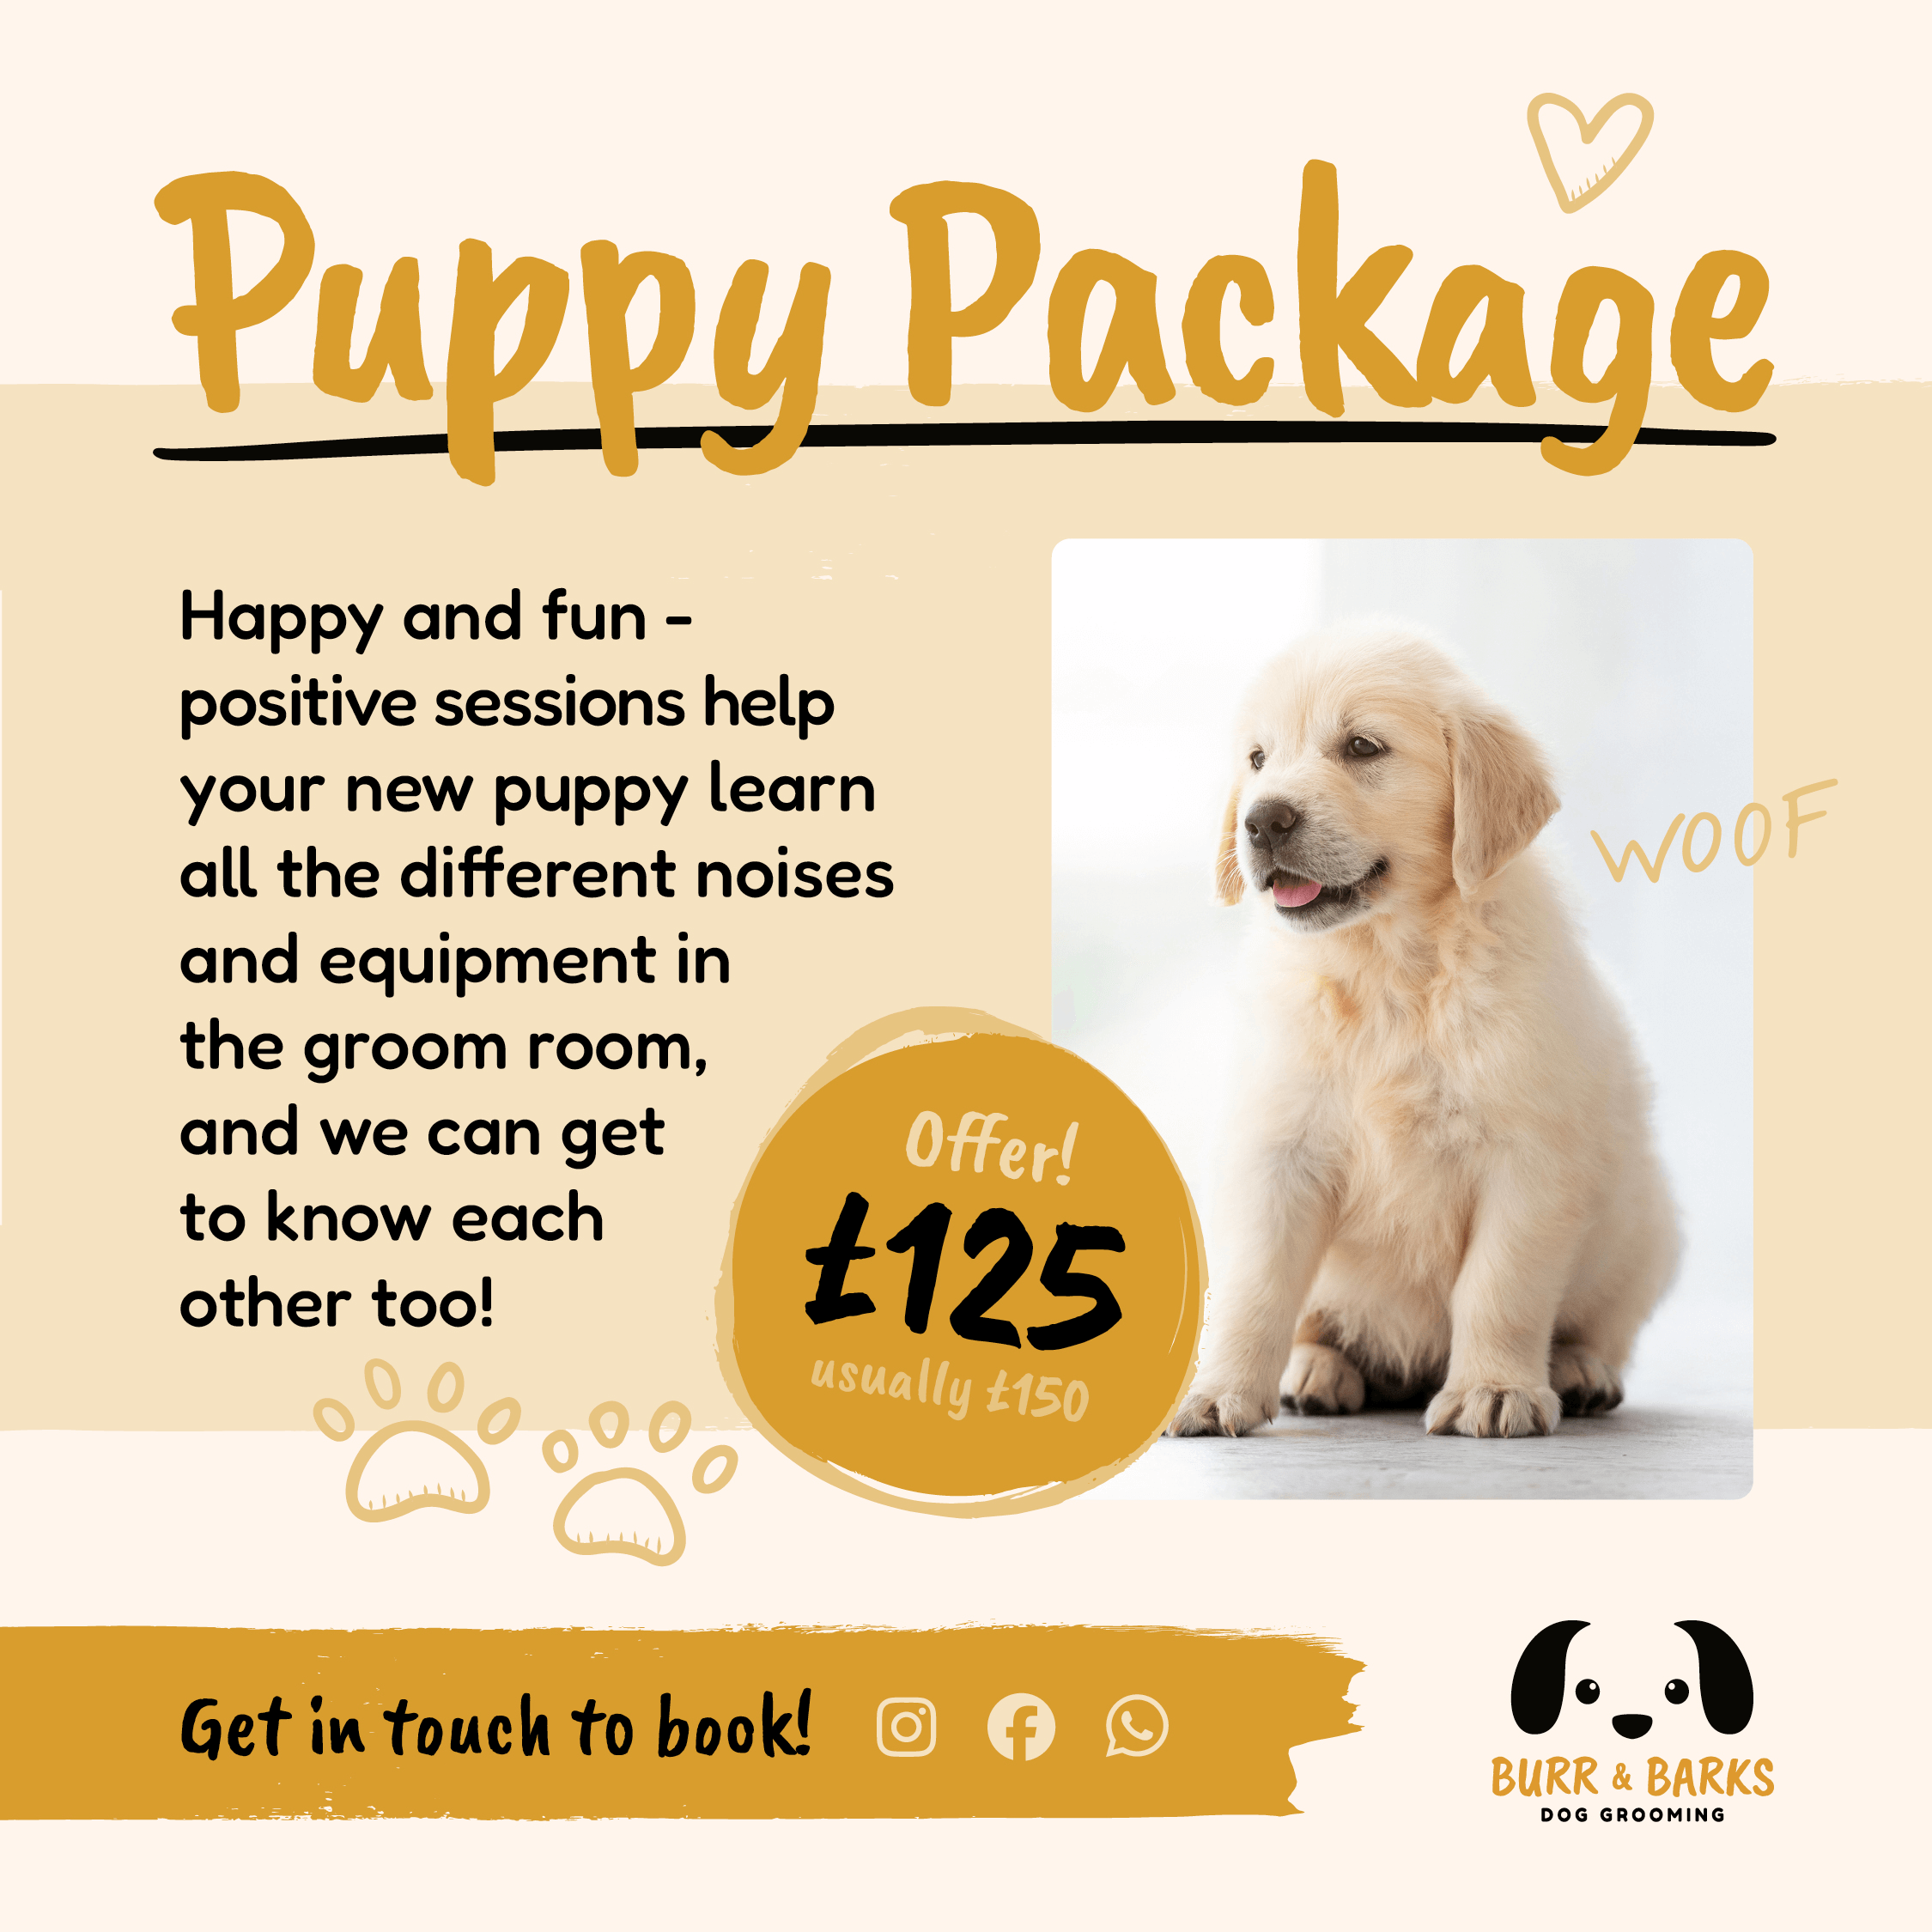 Puppy Package
Happy and fun -
positive sessions help
your new puppy learn
all the different noises
and equipment in
the groom room,
and we can get
to know each
other too!
WOOF
Offer!
£125
usually £150
Get in touch to book!
BURR & BARKS
DOG GROOMING